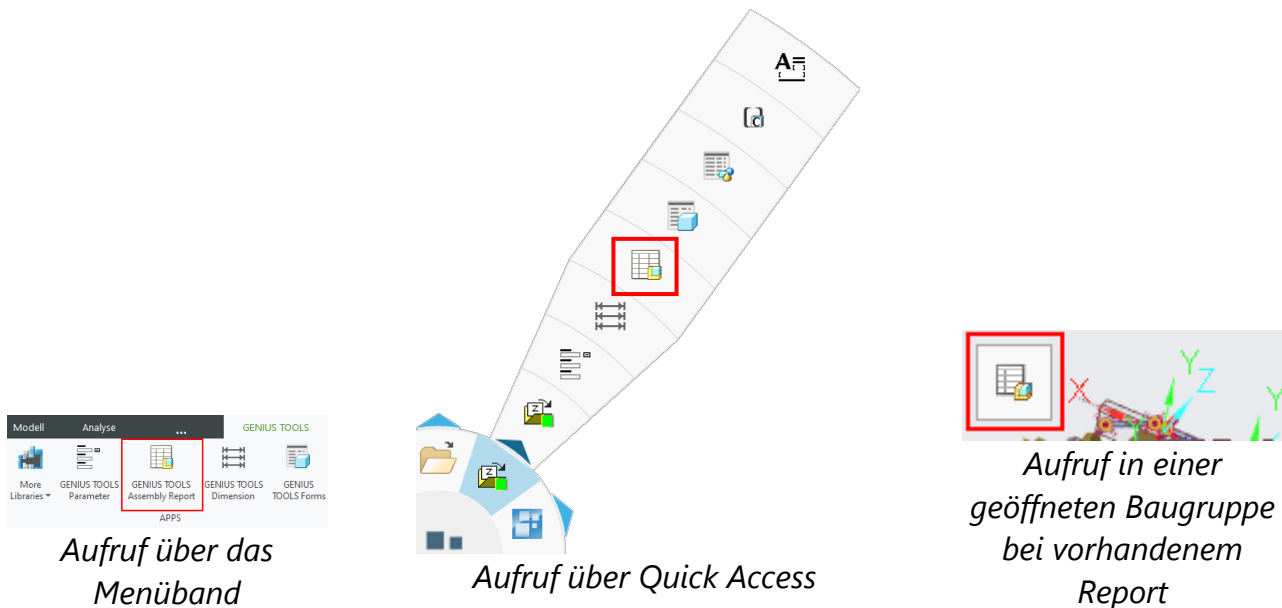 A
c
Z
Z
X
Y
Z
Y
Modell Analyse ... GENIUS TOOLS
More GENIUS TOOLS GENIUS TOOLS GENIUS TOOLS GENIUS
Libraries Parameter Assembly Report Dimension TOOLS Forms
APPS
Aufruf über das
Menüband
Aufruf über Quick Access
Aufruf in einer
geöffneten Baugruppe
bei vorhandenem
Report